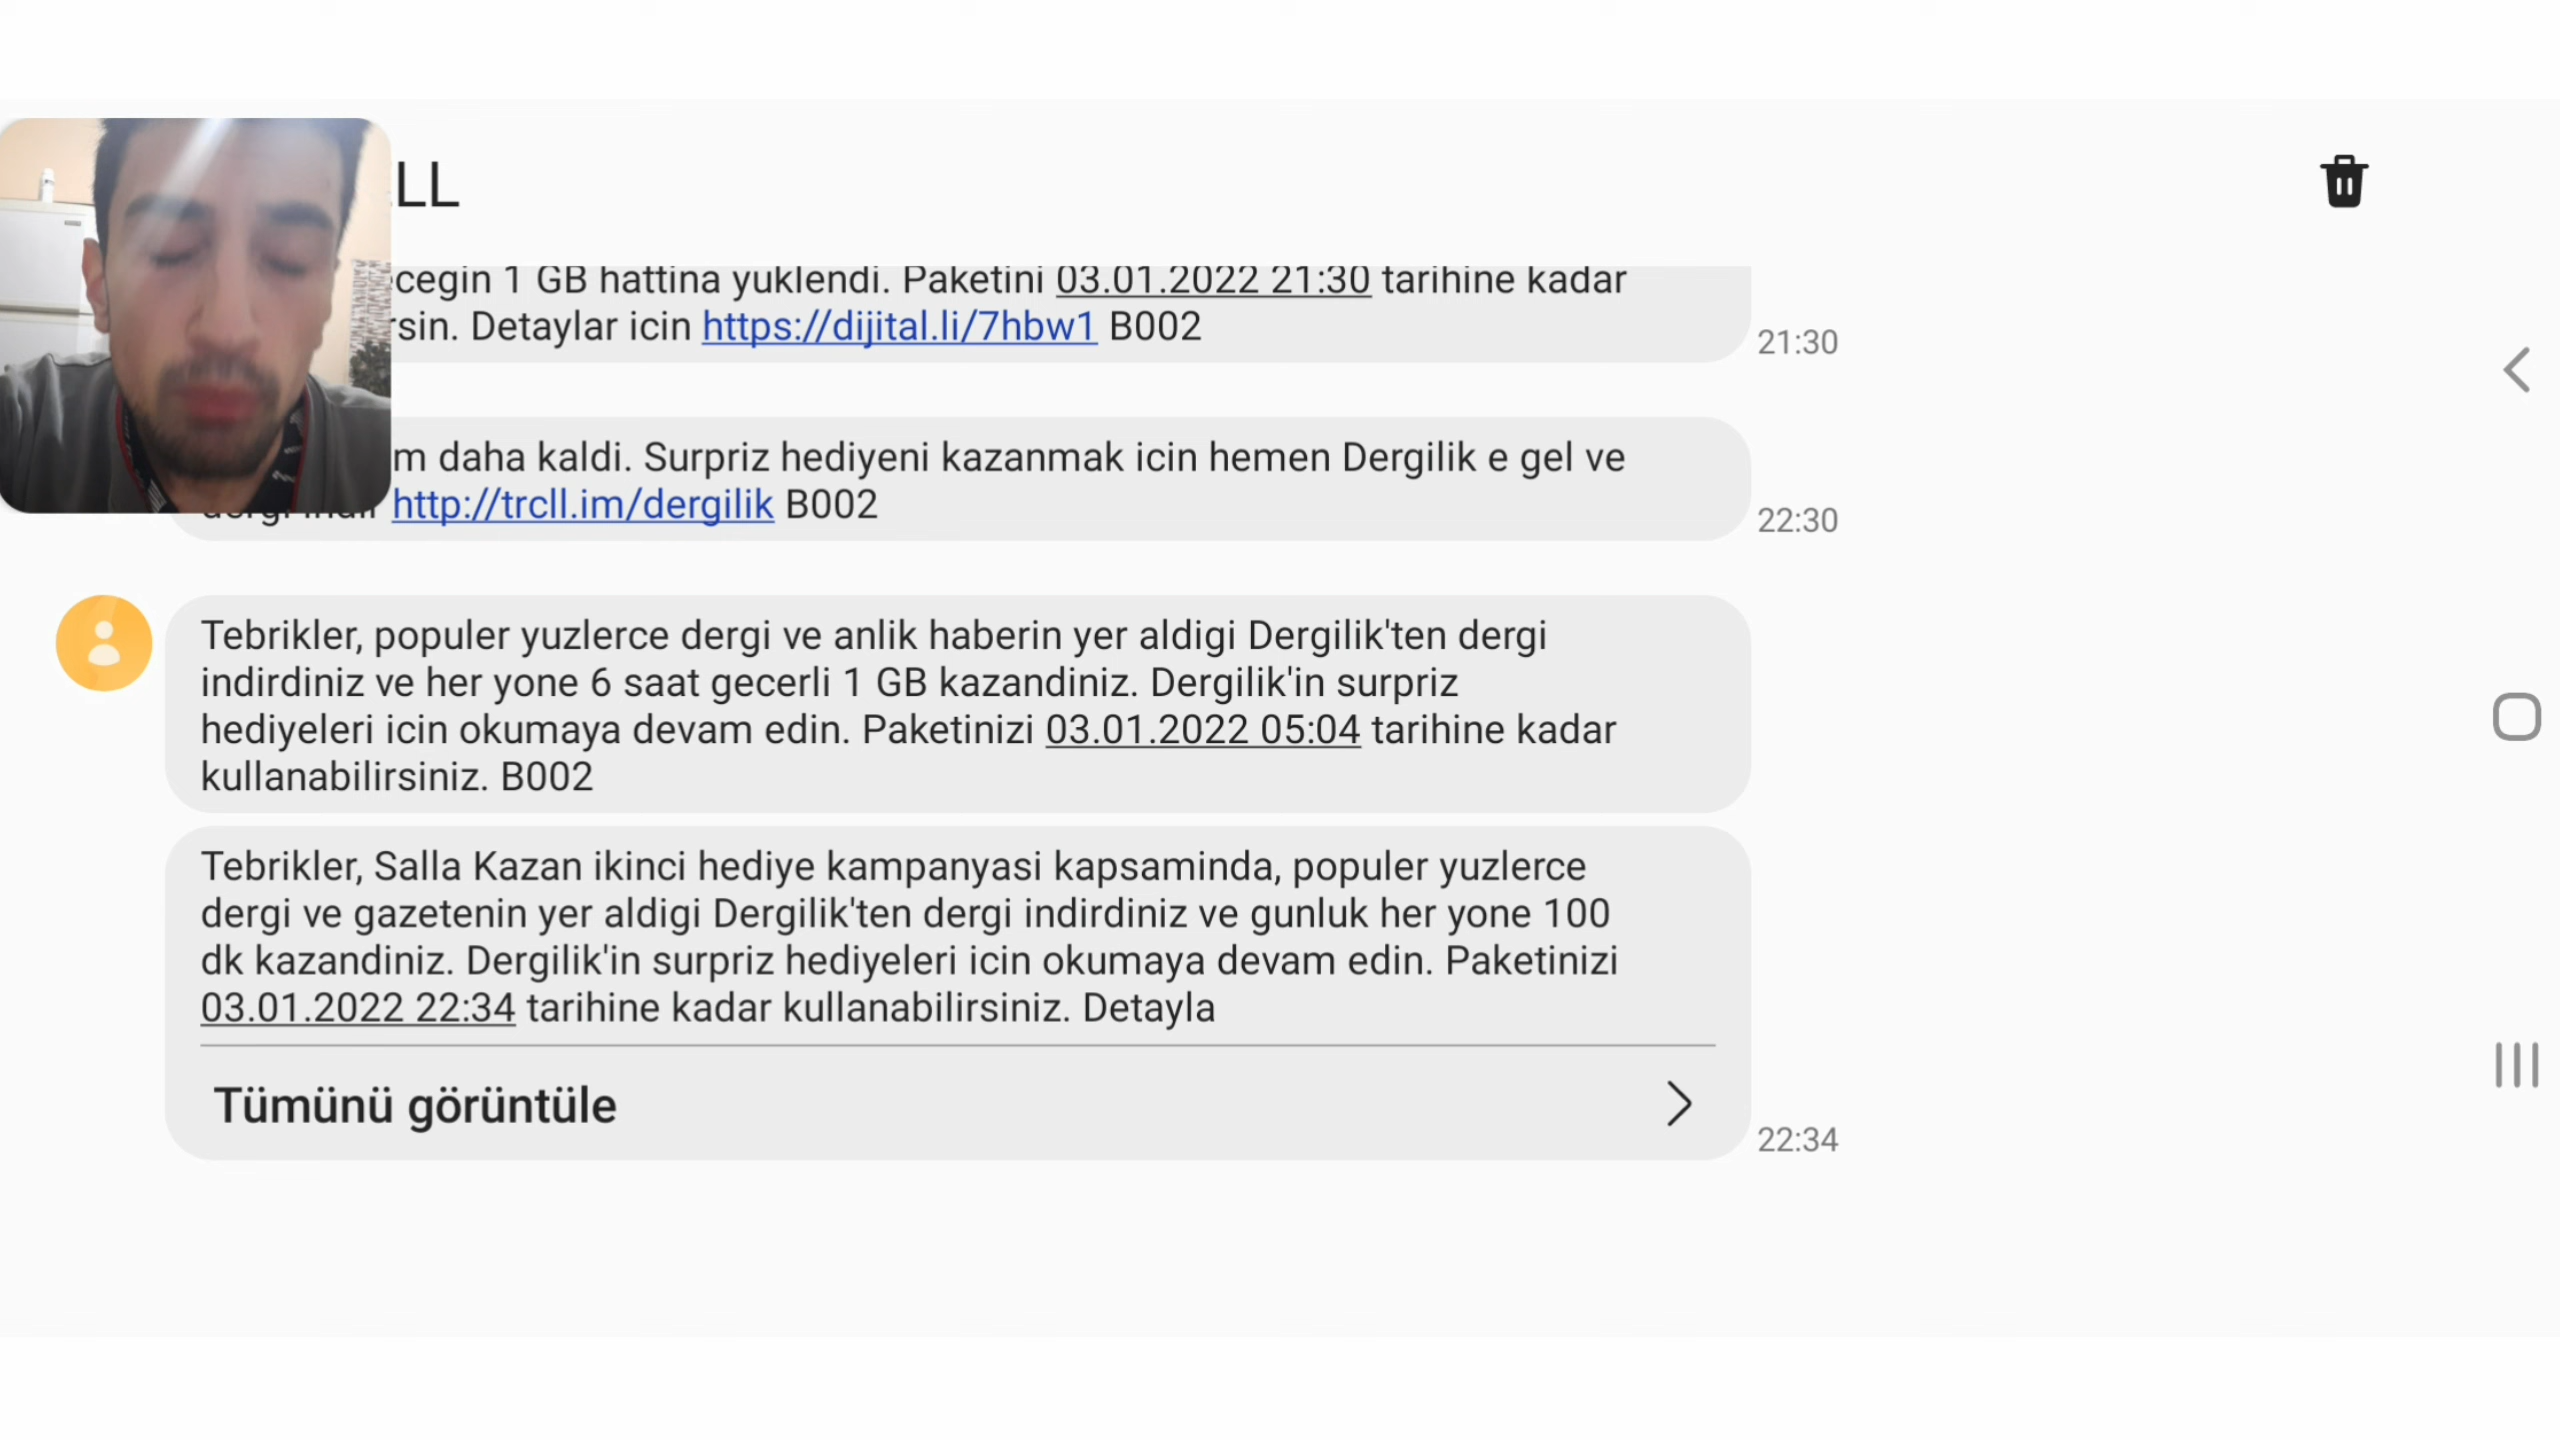 LL
cegin 1 GB hattina yuklendi. Paketini 03.01.2022 21:30 tarihine kadar
rsin. Detaylar icin https://dijital.li/7hbw1 B002
21:30
m daha kaldi. Surpriz hediyeni kazanmak icin hemen Dergilik e gel ve
http://trcll.im/dergilik B002
22:30
Tebrikler, populer yuzlerce dergi ve anlik haberin yer aldigi Dergilik'ten dergi
indirdiniz ve her yone 6 saat gecerli 1 GB kazandiniz. Dergilik'in surpriz
hediyeleri icin okumaya devam edin. Paketinizi 03.01.2022 05:04 tarihine kadar
kullanabilirsiniz. B002
Tebrikler, Salla Kazan ikinci hediye kampanyasi kapsaminda, populer yuzlerce
dergi ve gazetenin yer aldigi Dergilik'ten dergi indirdiniz ve gunluk her yone 100
dk kazandiniz. Dergilik'in surpriz hediyeleri icin okumaya devam edin. Paketinizi
03.01.2022 22:34 tarihine kadar kullanabilirsiniz. Detayla
Tümünü görüntüle
22:34